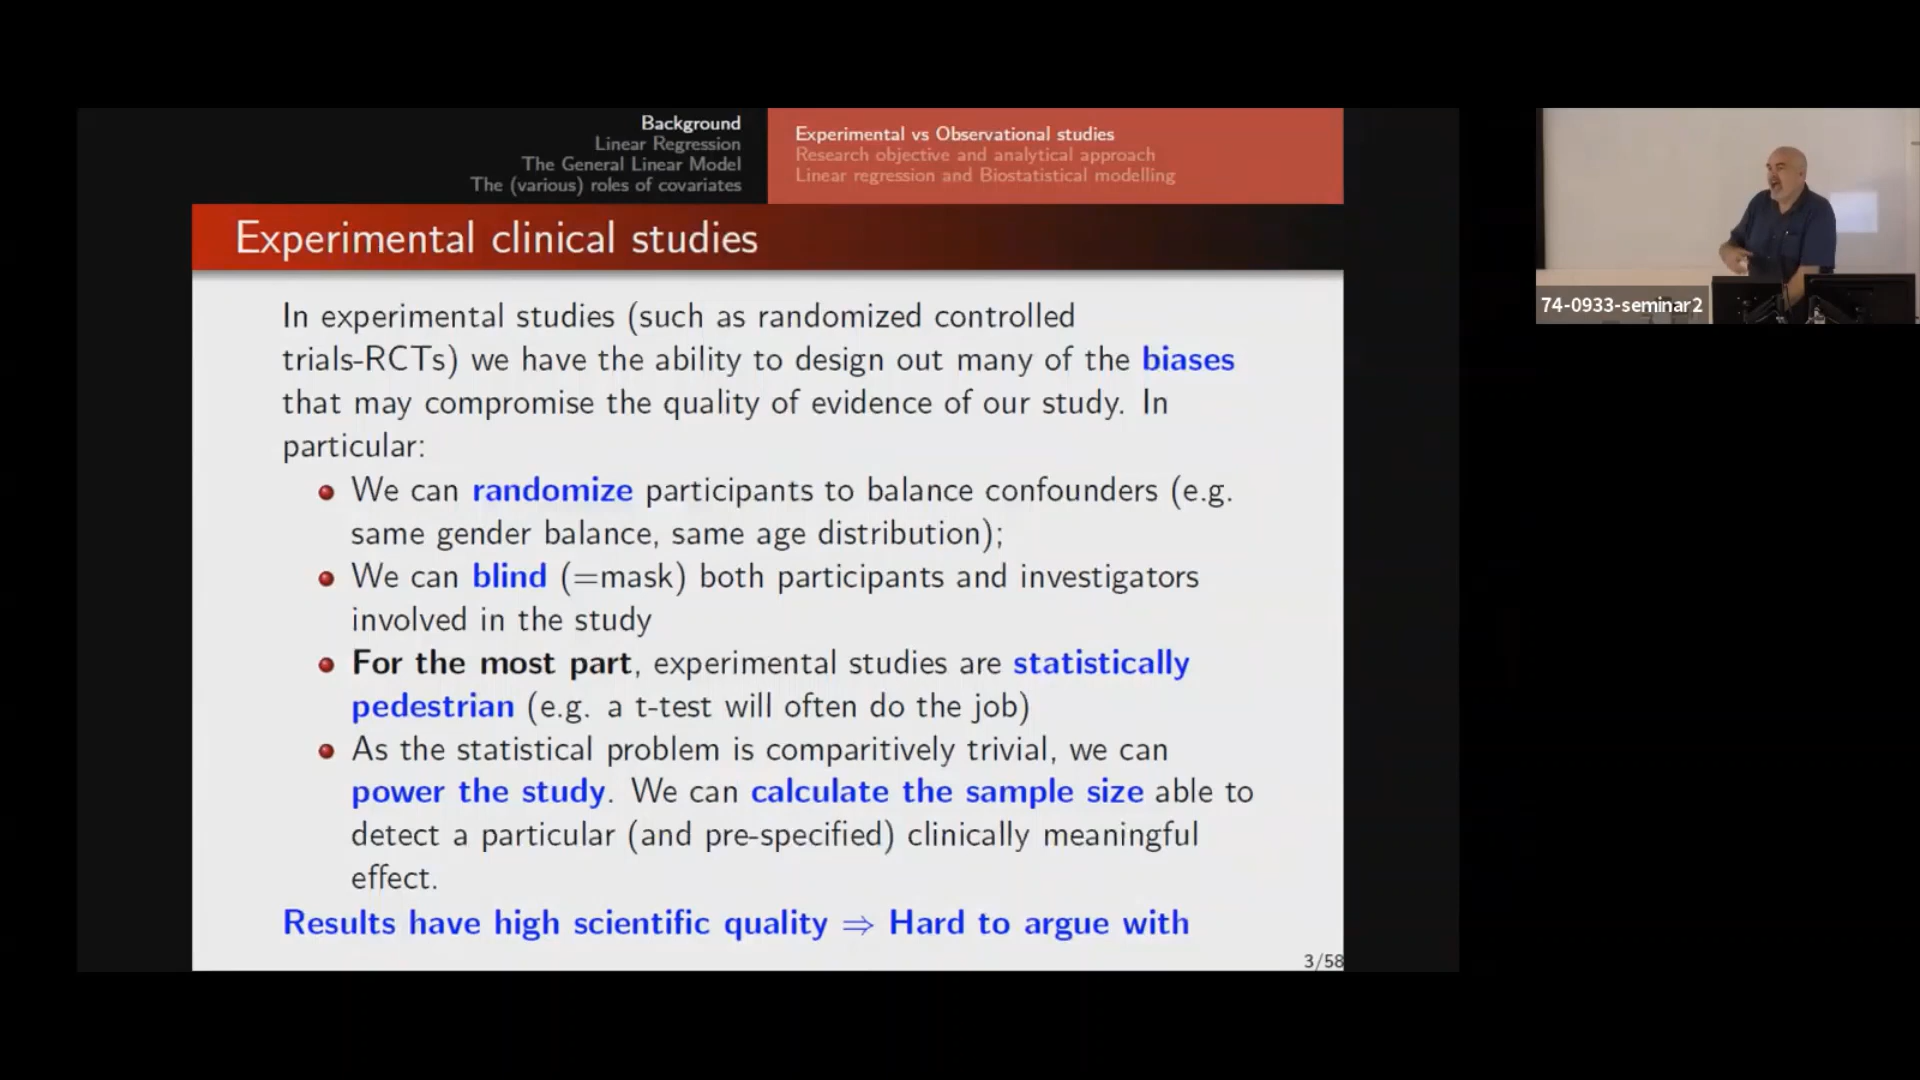 Background
Linear Regression
The General Linear Model
The (various) roles of covariates
Experimental vs Observational studies
Research objective and analytical approach
Linear regression and Biostatistical modelling
Experimental clinical studies
In experimental studies (such as randomized controlled
trials-RCTs) we have the ability to design out many of the biases
that may compromise the quality of evidence of our study. In
particular:
We can randomize participants to balance confounders (e.g.
same gender balance, same age distribution);
We can blind (=mask) both participants and investigators
involved in the study
For the most part, experimental studies are statistically
pedestrian (e.g. a t-test will often do the job)
As the statistical problem is comparitively trivial, we can
power the study. We can calculate the sample size able to
detect a particular (and pre-specified) clinically meaningful
effect.
Results have high scientific quality ⇒ Hard to argue with
3/58
74-0933-seminar2